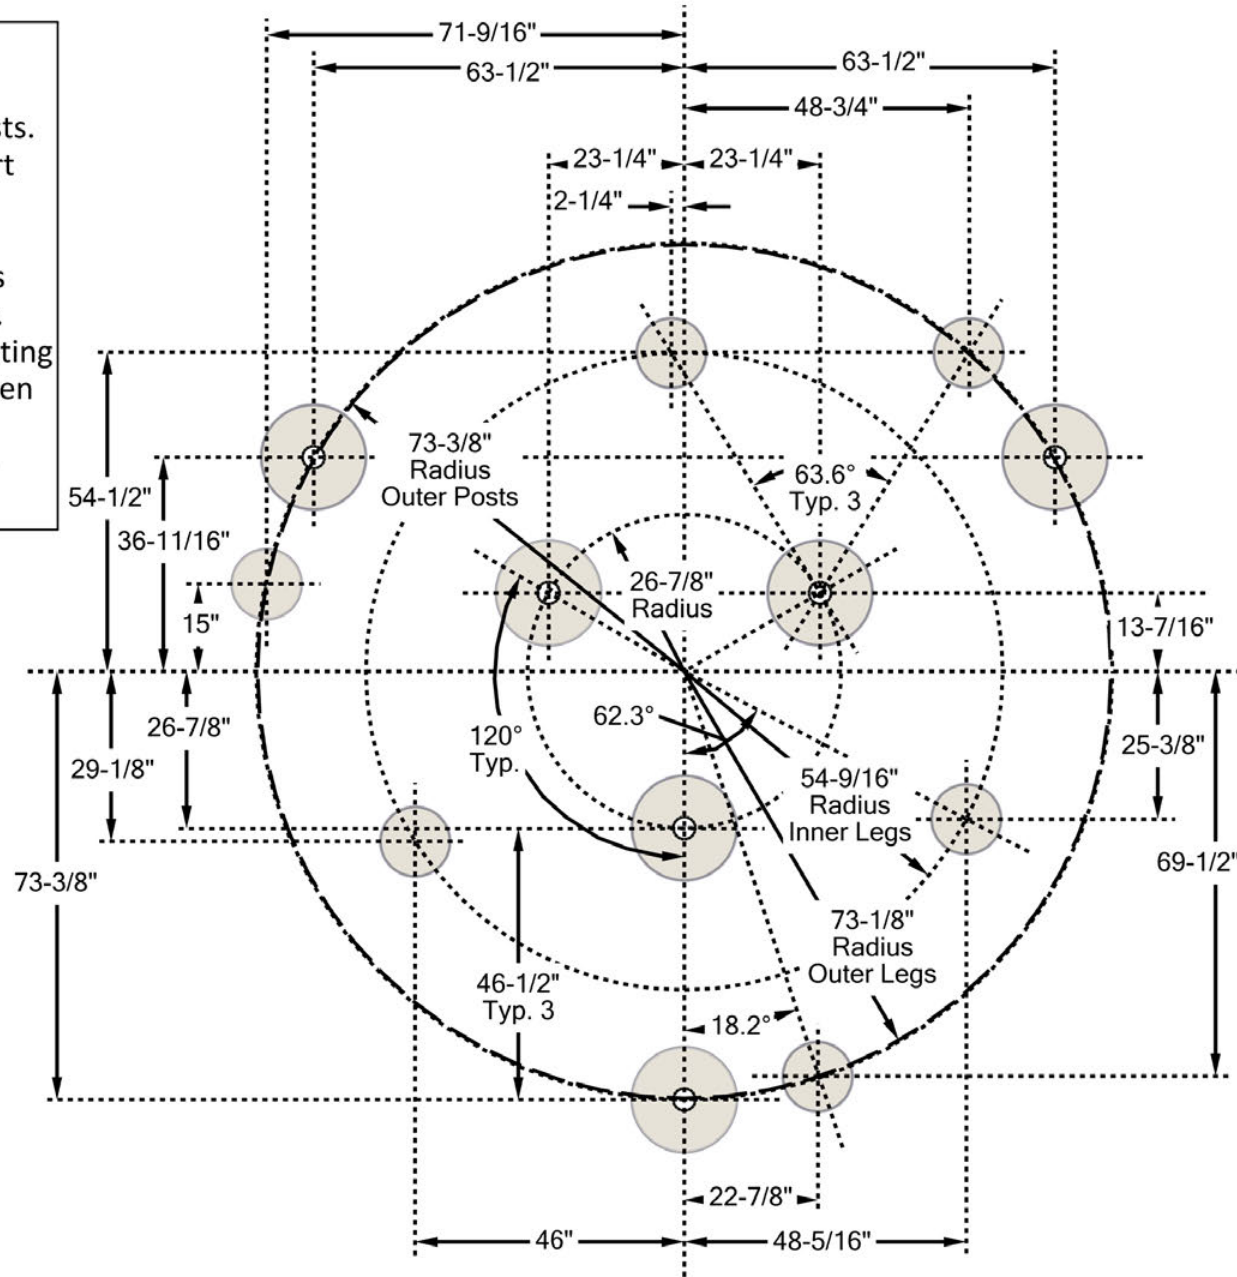 71-9/16"
63-1/2"
63-1/2"
48-3/4"
sts.
rt
23-1/4"
23-1/4"
2-1/4"
s
ting
en
73-3/8"
Radius
Outer Posts
63.6°
Typ. 3
54-1/2"
36-11/16"
26-7/8"
Radius
15"
13-7/16"
62.3°
26-7/8"
120°
Typ.
29-1/8"
25-3/8"
54-9/16"
Radius
Inner Legs
73-3/8"
69-1/2"
73-1/8"
Radius
Outer Legs
46-1/2"
Typ. 3
18.2°
22-7/8"
46"
48-5/16"